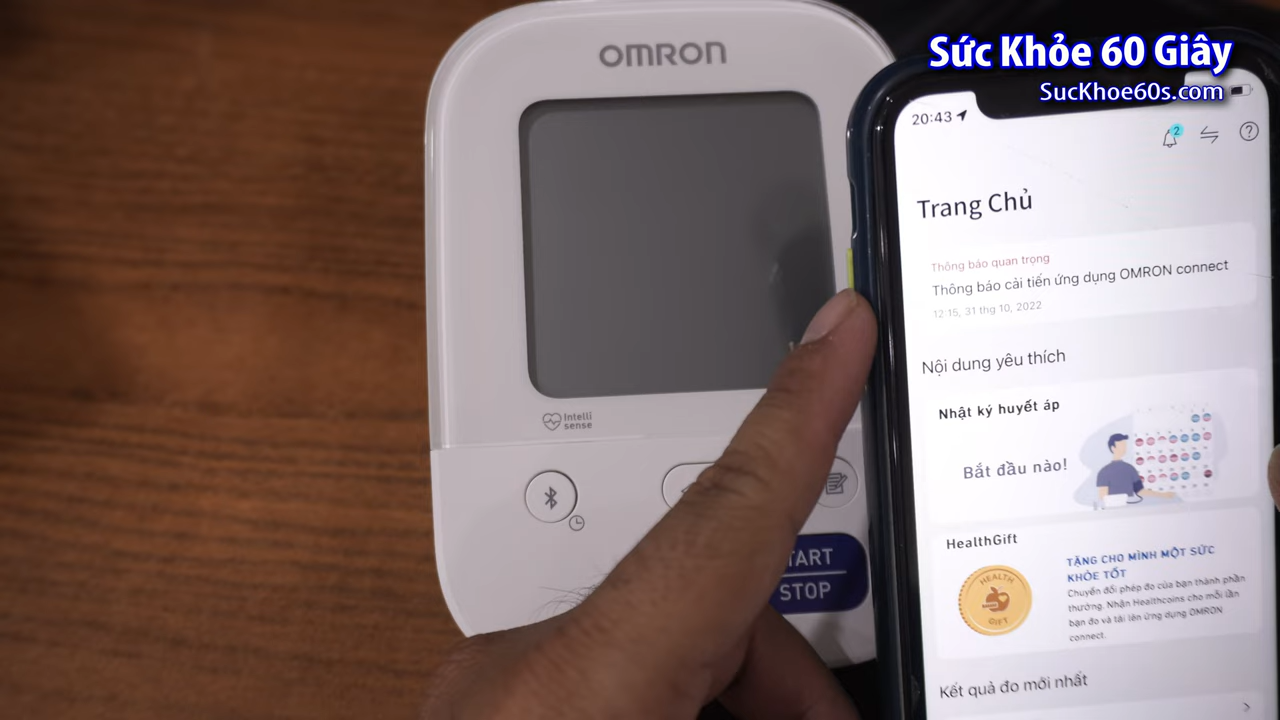 Sức Khỏe 60 Giây
SucKhoe60s.com
OMRON
Intelli
sense
START
STOP
20:43
2
Trang Chủ
Thông báo quan trọng
Thông báo cải tiến ứng dụng OMRON connect
12:15, 31 thg 10, 2022
Nội dung yêu thích
Nhật ký huyết áp
Bắt đầu nào!
HealthGift
HEALTH
GIFT
TẶNG CHO MÌNH MỘT SỨC
KHỎE TỐT
Chuyển đổi phép đo của bạn thành phần
thưởng. Nhận Healthcoins cho mỗi lần
bạn đo và tải lên ứng dụng OMRON
connect.
Kết quả đo mới nhất